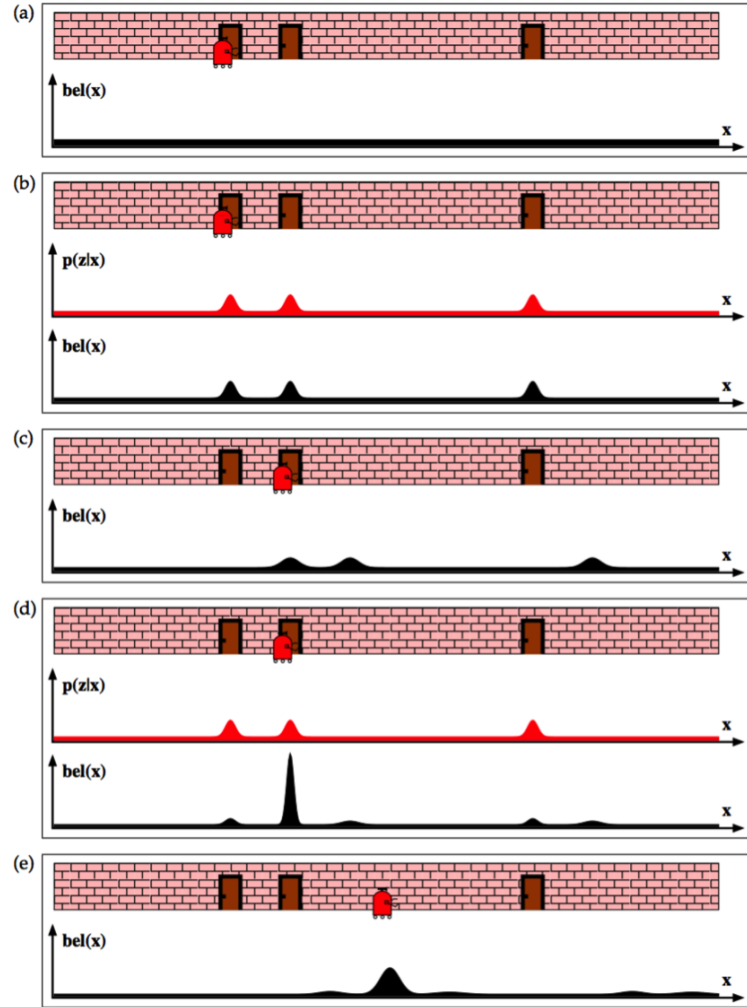 (a)
bel(x)
x
(b)
p(z|x)
x
bel(x)
x
(c)
bel(x)
x
(d)
p(z|x)
x
bel(x)
x
(e)
bel(x)
x